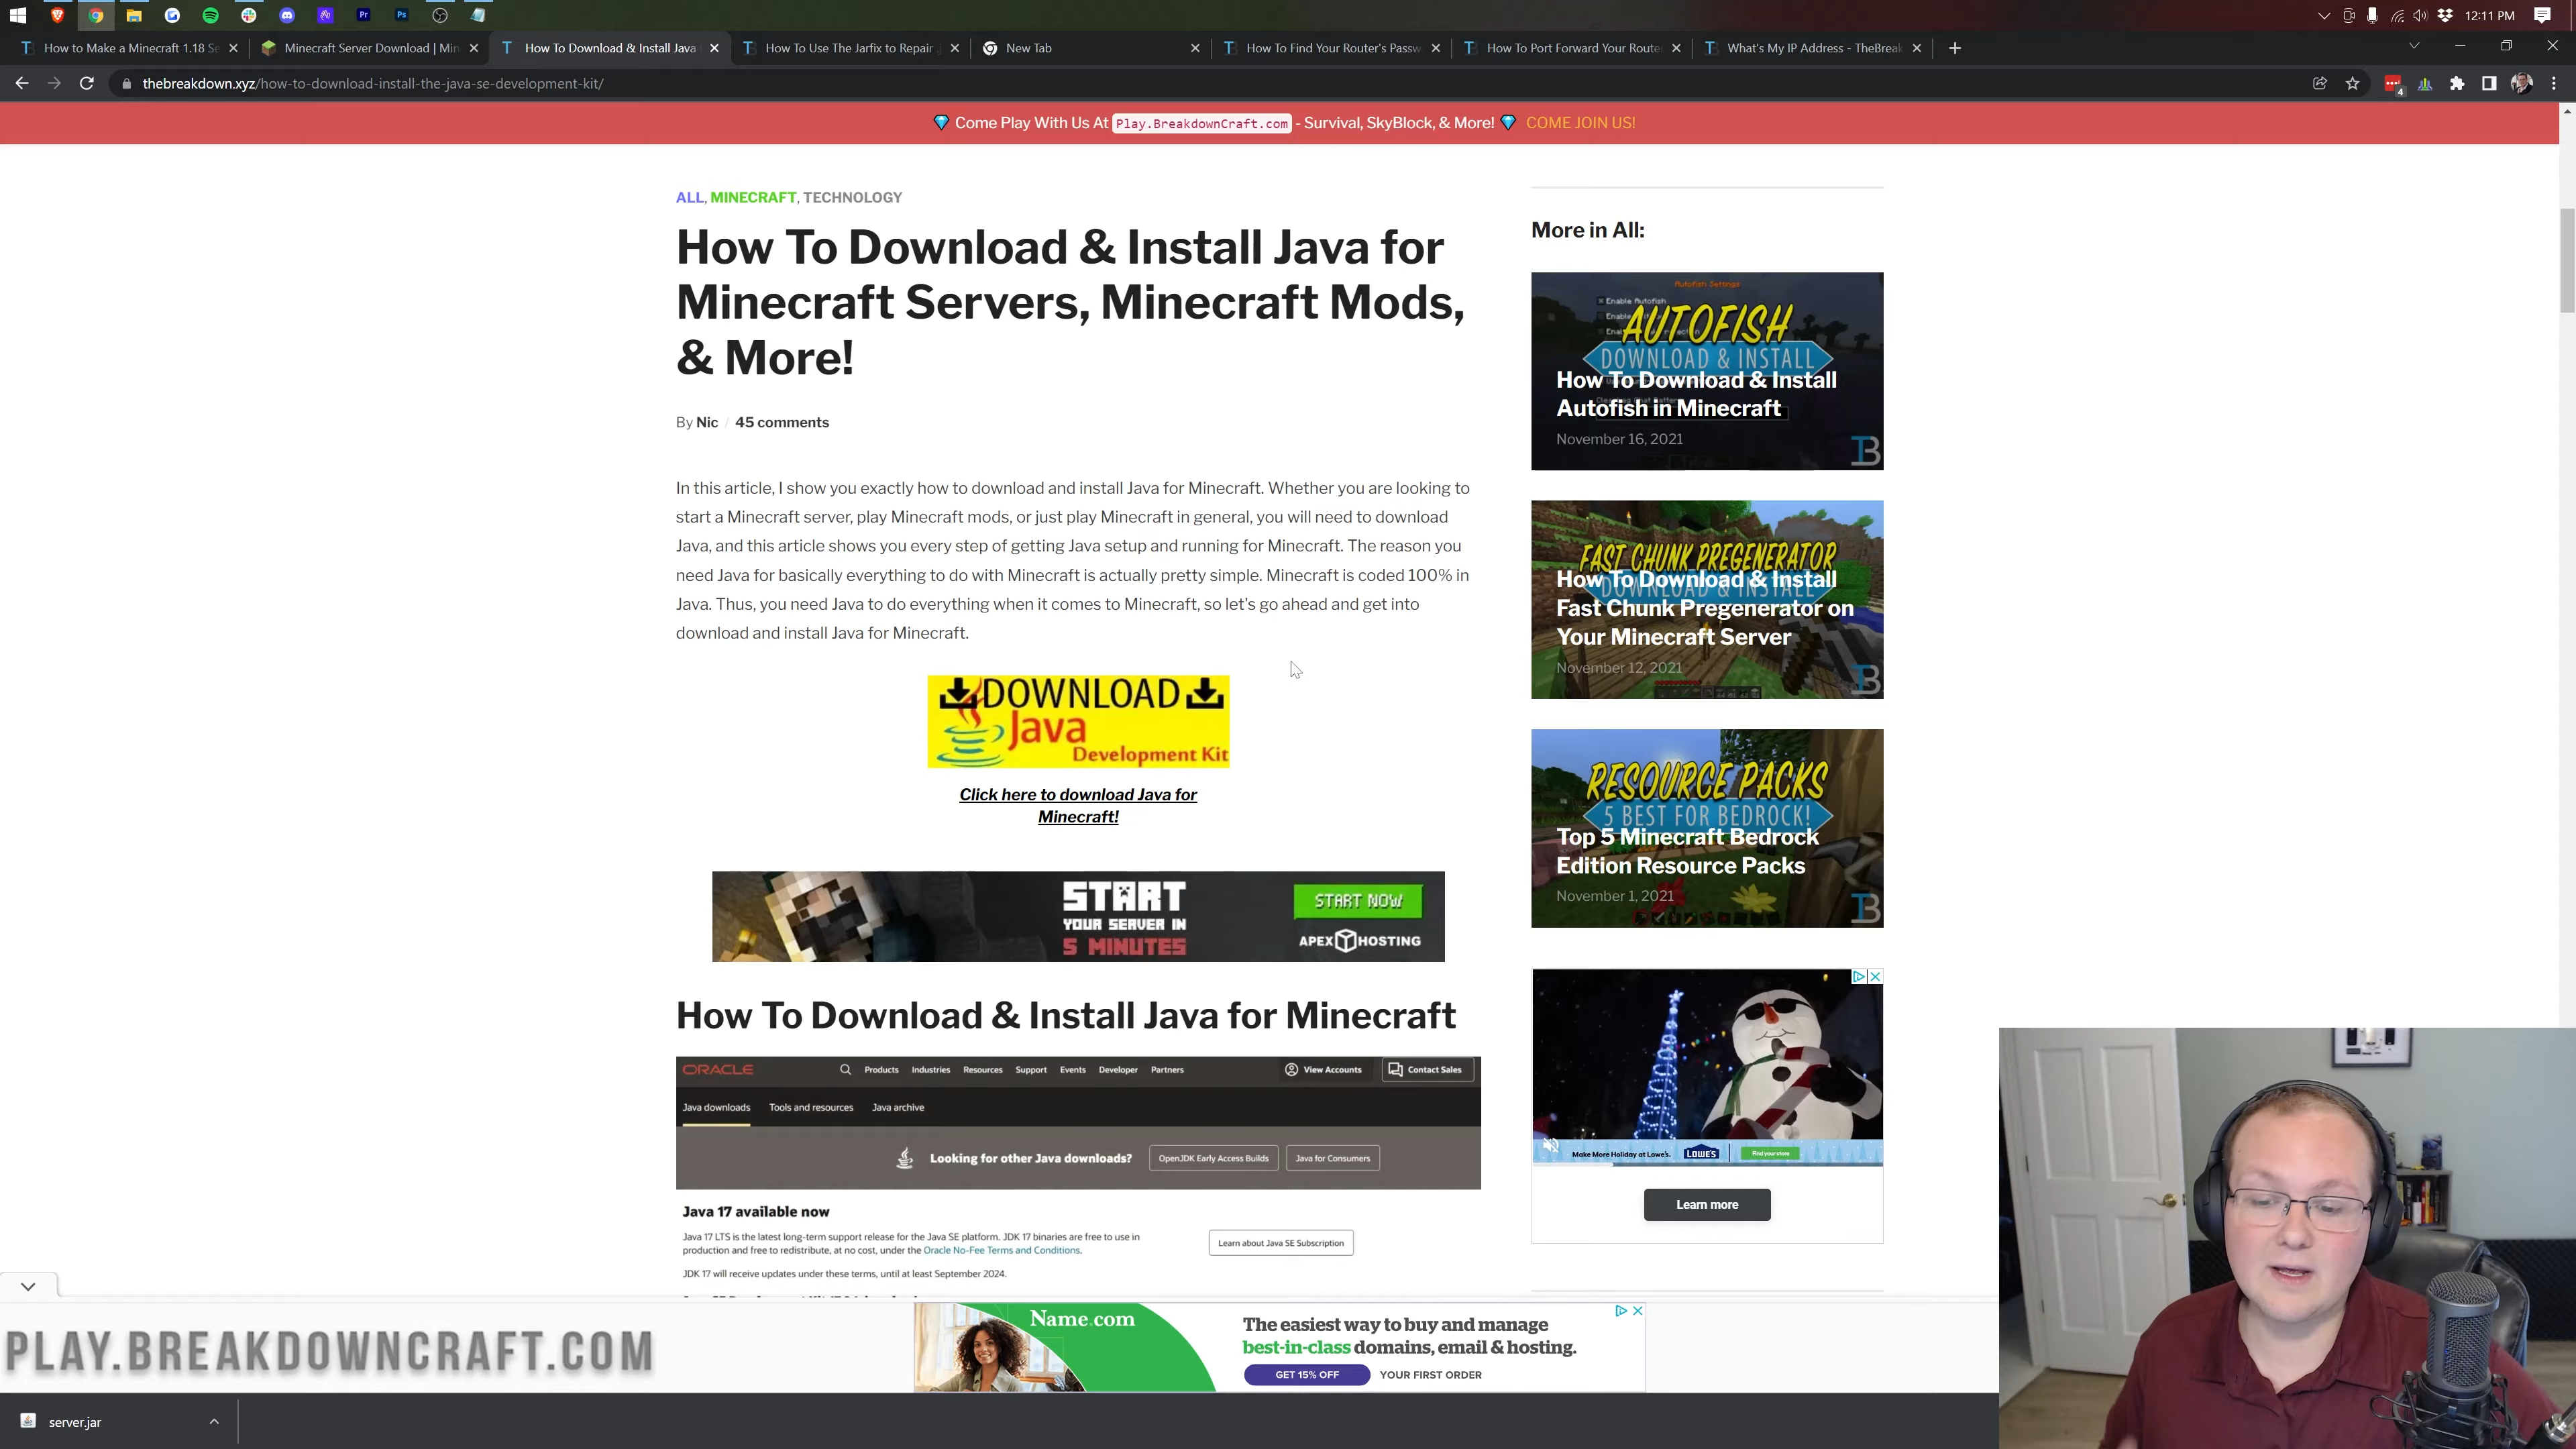 12:11 PM
How to Make a Minecraft 1.18 Se
Minecraft Server Download | Min
How To Download & Install Java
How To Use The Jarfix to Repair
New Tab
How To Find Your Router's Passw
How To Port Forward Your Route
What's My IP Address - TheBreak
thebreakdown.xyz/how-to-download-install-the-java-se-development-kit/
4
Come Play With Us At Play.BreakdownCraft.com - Survival, SkyBlock, & More! COME JOIN US!
ALL, MINECRAFT, TECHNOLOGY
How To Download & Install Java for
Minecraft Servers, Minecraft Mods,
& More!
By Nic / 45 comments
In this article, I show you exactly how to download and install Java for Minecraft. Whether you are looking to
start a Minecraft server, play Minecraft mods, or just play Minecraft in general, you will need to download
Java, and this article shows you every step of getting Java setup and running for Minecraft. The reason you
need Java for basically everything to do with Minecraft is actually pretty simple. Minecraft is coded 100% in
Java. Thus, you need Java to do everything when it comes to Minecraft, so let's go ahead and get into
download and install Java for Minecraft.
DOWNLOAD
Java
Development Kit
Click here to download Java for
Minecraft!
START
YOUR SERVER IN
5 MINUTES
START NOW
APEX HOSTING
How To Download & Install Java for Minecraft
ORACLE
Products Industries Resources Support Events Developer Partners
View Accounts
Contact Sales
Java downloads Tools and resources Java archive
Looking for other Java downloads?
OpenJDK Early Access Builds
Java for Consumers
Java 17 available now
Java 17 LTS is the latest long-term support release for the Java SE platform. JDK 17 binaries are free to use in
production and free to redistribute, at no cost, under the Oracle No-Fee Terms and Conditions.
Learn about Java SE Subscription
JDK 17 will receive updates under these terms, until at least September 2024.
More in All:
Autofish Settings
Enable Autofish
AUTOFISH
DOWNLOAD & INSTALL
How To Download & Install
Autofish in Minecraft
November 16, 2021
TB
FAST CHUNK PREGENERATOR
DOWNLOAD & INSTALL
How To Download & Install
Fast Chunk Pregenerator on
Your Minecraft Server
November 12, 2021
TB
RESOURCE PACKS
5 BEST FOR BEDROCK!
Top 5 Minecraft Bedrock
Edition Resource Packs
November 1, 2021
TB
Make More Holiday at Lowe's.
LOWE'S
Find your store
Learn more
PLAY.BREAKDOWNCRAFT.COM
Name.com
The easiest way to buy and manage
best-in-class domains, email & hosting.
GET 15% OFF
YOUR FIRST ORDER
server.jar